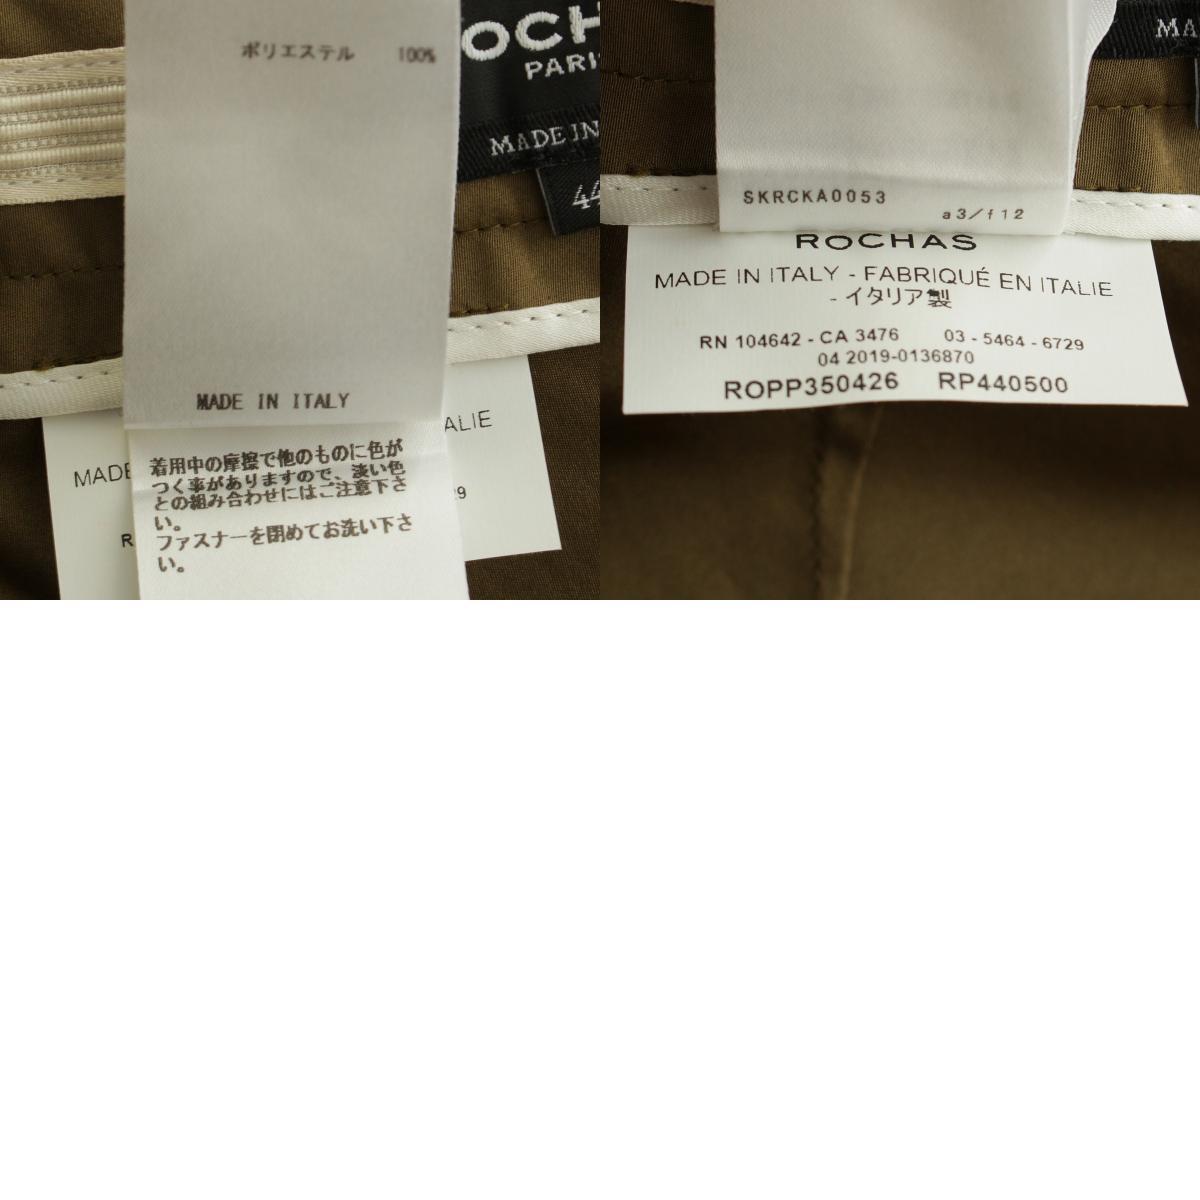 ポリエステル 100%
OCH
PARI
MADE IN
44
MADE IN ITALY
ALIE
MADE
29
R
着用中の摩擦で他のものに色が
つく事がありますので、淡い色
との組み合わせにはご注意下さ
い。
ファスナーを閉めてお洗い下さ
い。
MA
SKRCKA0053
a3/f12
ROCHAS
MADE IN ITALY - FABRIQUÉ EN ITALIE
- イタリア製
RN 104642 - CA 3476 03 - 5464 - 6729
04 2019-0136870
ROPP350426 RP440500